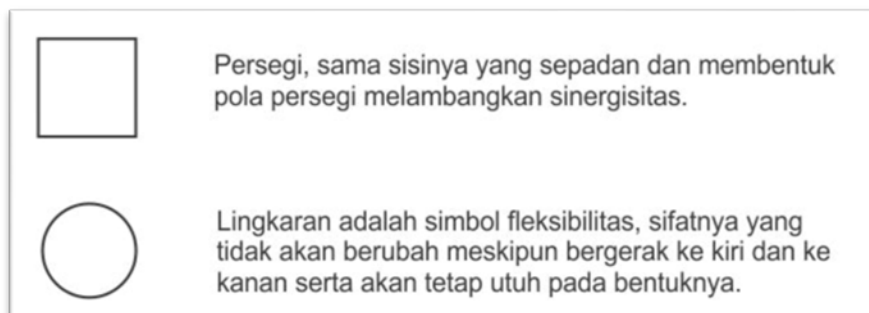 Persegi, sama sisinya yang sepadan dan membentuk
pola persegi melambangkan sinergisitas.
Lingkaran adalah simbol fleksibilitas, sifatnya yang
tidak akan berubah meskipun bergerak ke kiri dan ke
kanan serta akan tetap utuh pada bentuknya.